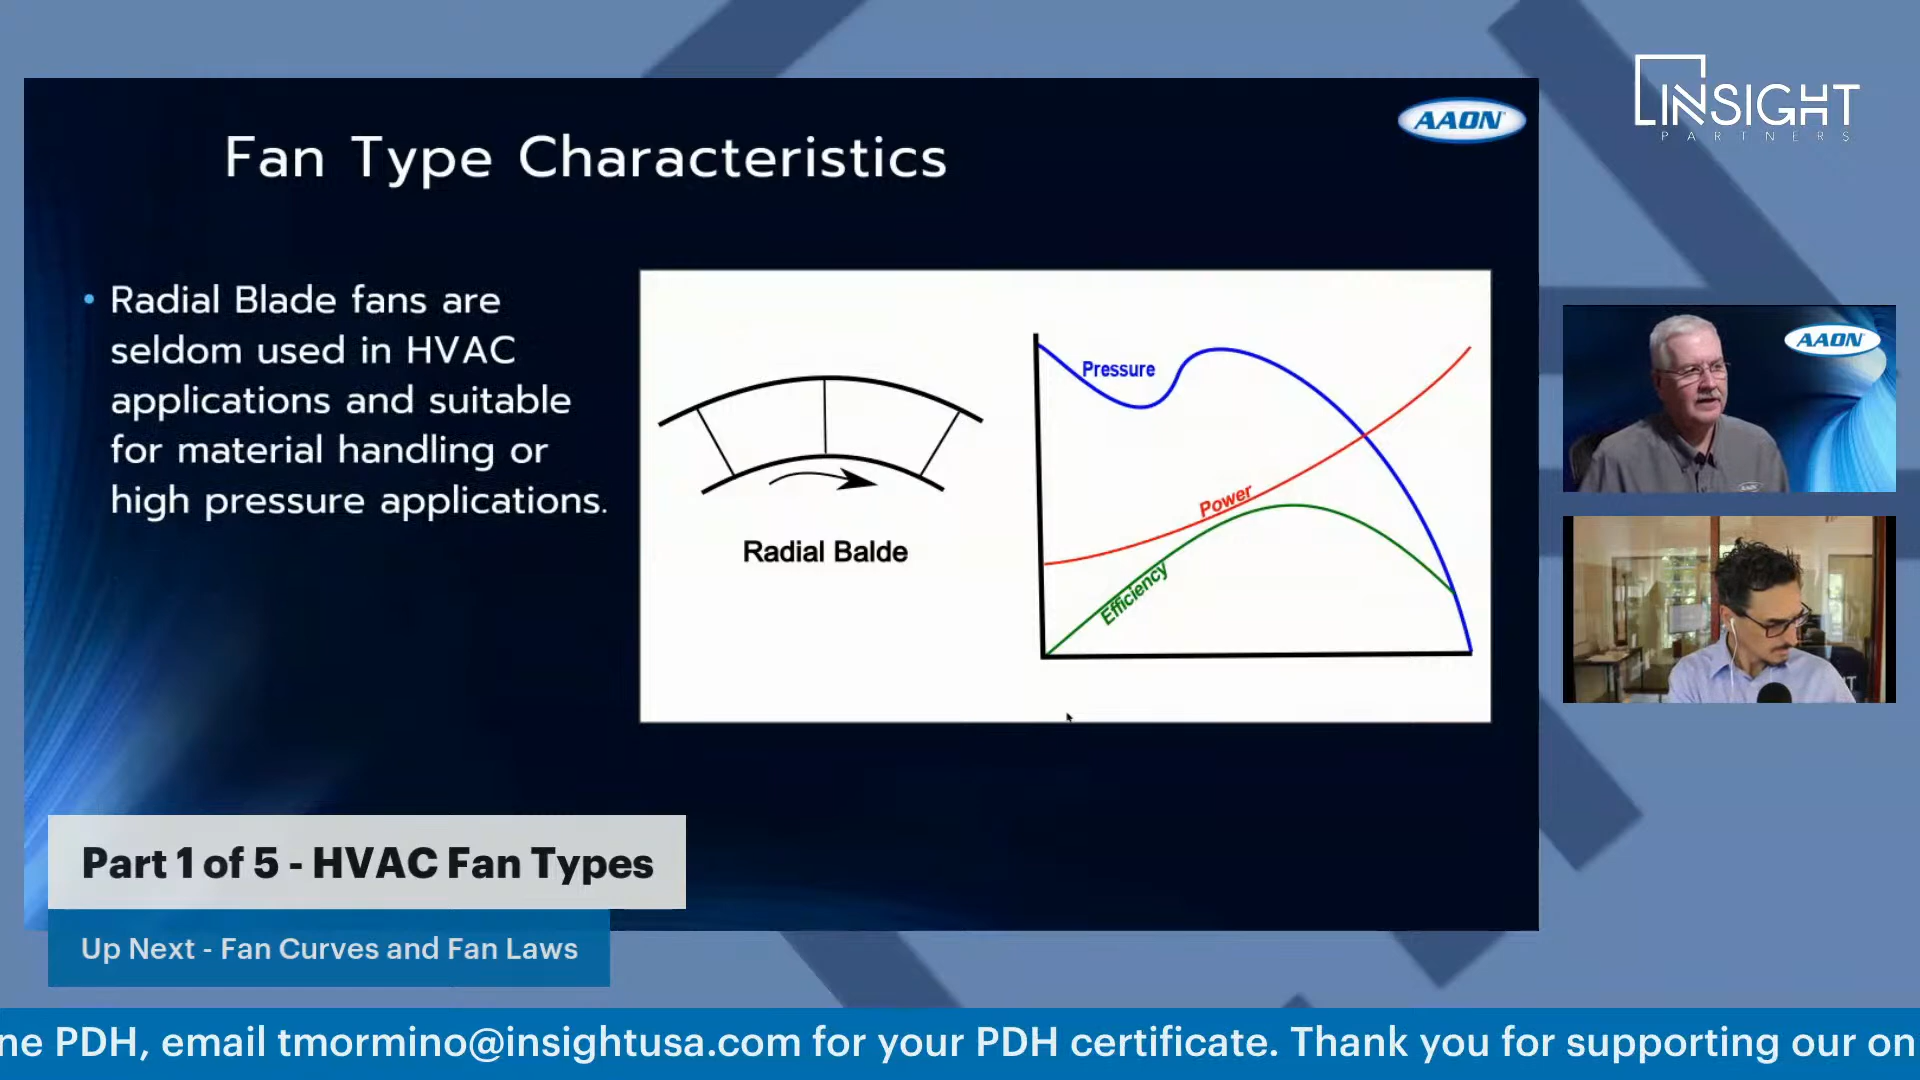 INSIGHT
PARTNERS
AAON
Fan Type Characteristics
• Radial Blade fans are
seldom used in HVAC
applications and suitable
for material handling or
high pressure applications.
Pressure
Power
Efficiency
Radial Balde
AAON
Part 1 of 5 - HVAC Fan Types
Up Next - Fan Curves and Fan Laws
ne PDH, email tmormino@insightusa.com for your PDH certificate. Thank you for supporting our on